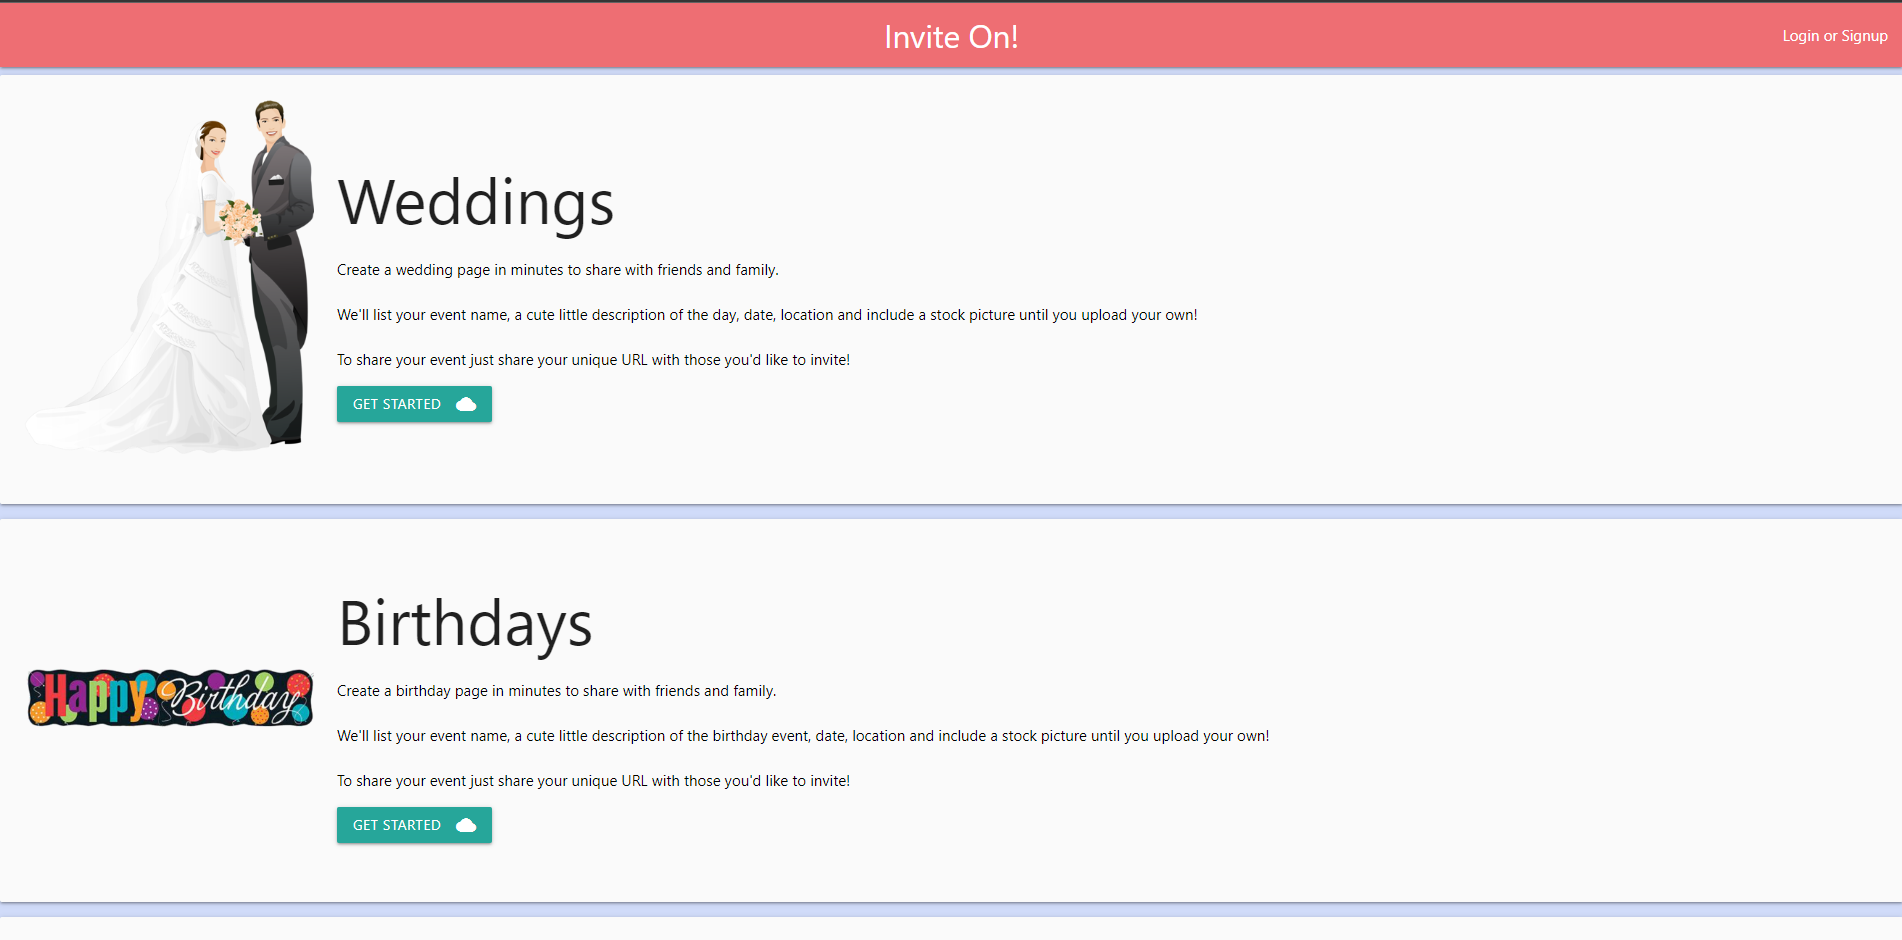 Invite On!
Login or Signup
Weddings
Create a wedding page in minutes to share with friends and family.
We'll list your event name, a cute little description of the day, date, location and include a stock picture until you upload your own!
To share your event just share your unique URL with those you'd like to invite!
GET STARTED
Happy Birthday
Birthdays
Create a birthday page in minutes to share with friends and family.
We'll list your event name, a cute little description of the birthday event, date, location and include a stock picture until you upload your own!
To share your event just share your unique URL with those you'd like to invite!
GET STARTED